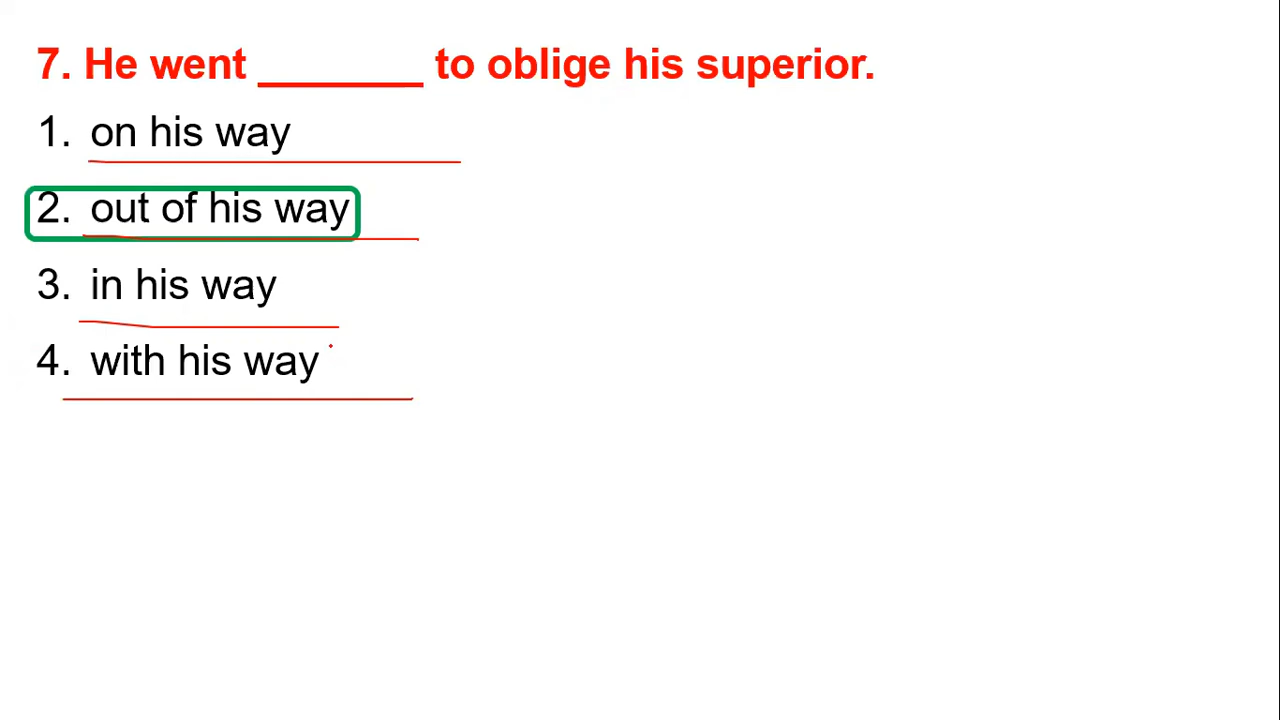 7. He went _______ to oblige his superior.
1. on his way
2. out of his way
3. in his way
4. with his way